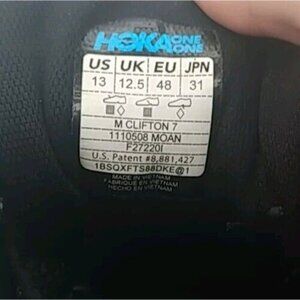 HOKA ONE ONE
US UK EU JPN
13 12.5 48 31
M CLIFTON 7
1110508 MOAN
F27220I
U.S. Patent #8,881,427
1BSQXFTS88DKE@1
MADE IN VIETNAM
FABRIQUÉ EN VIETNAM
HECHO EN VIETNAM